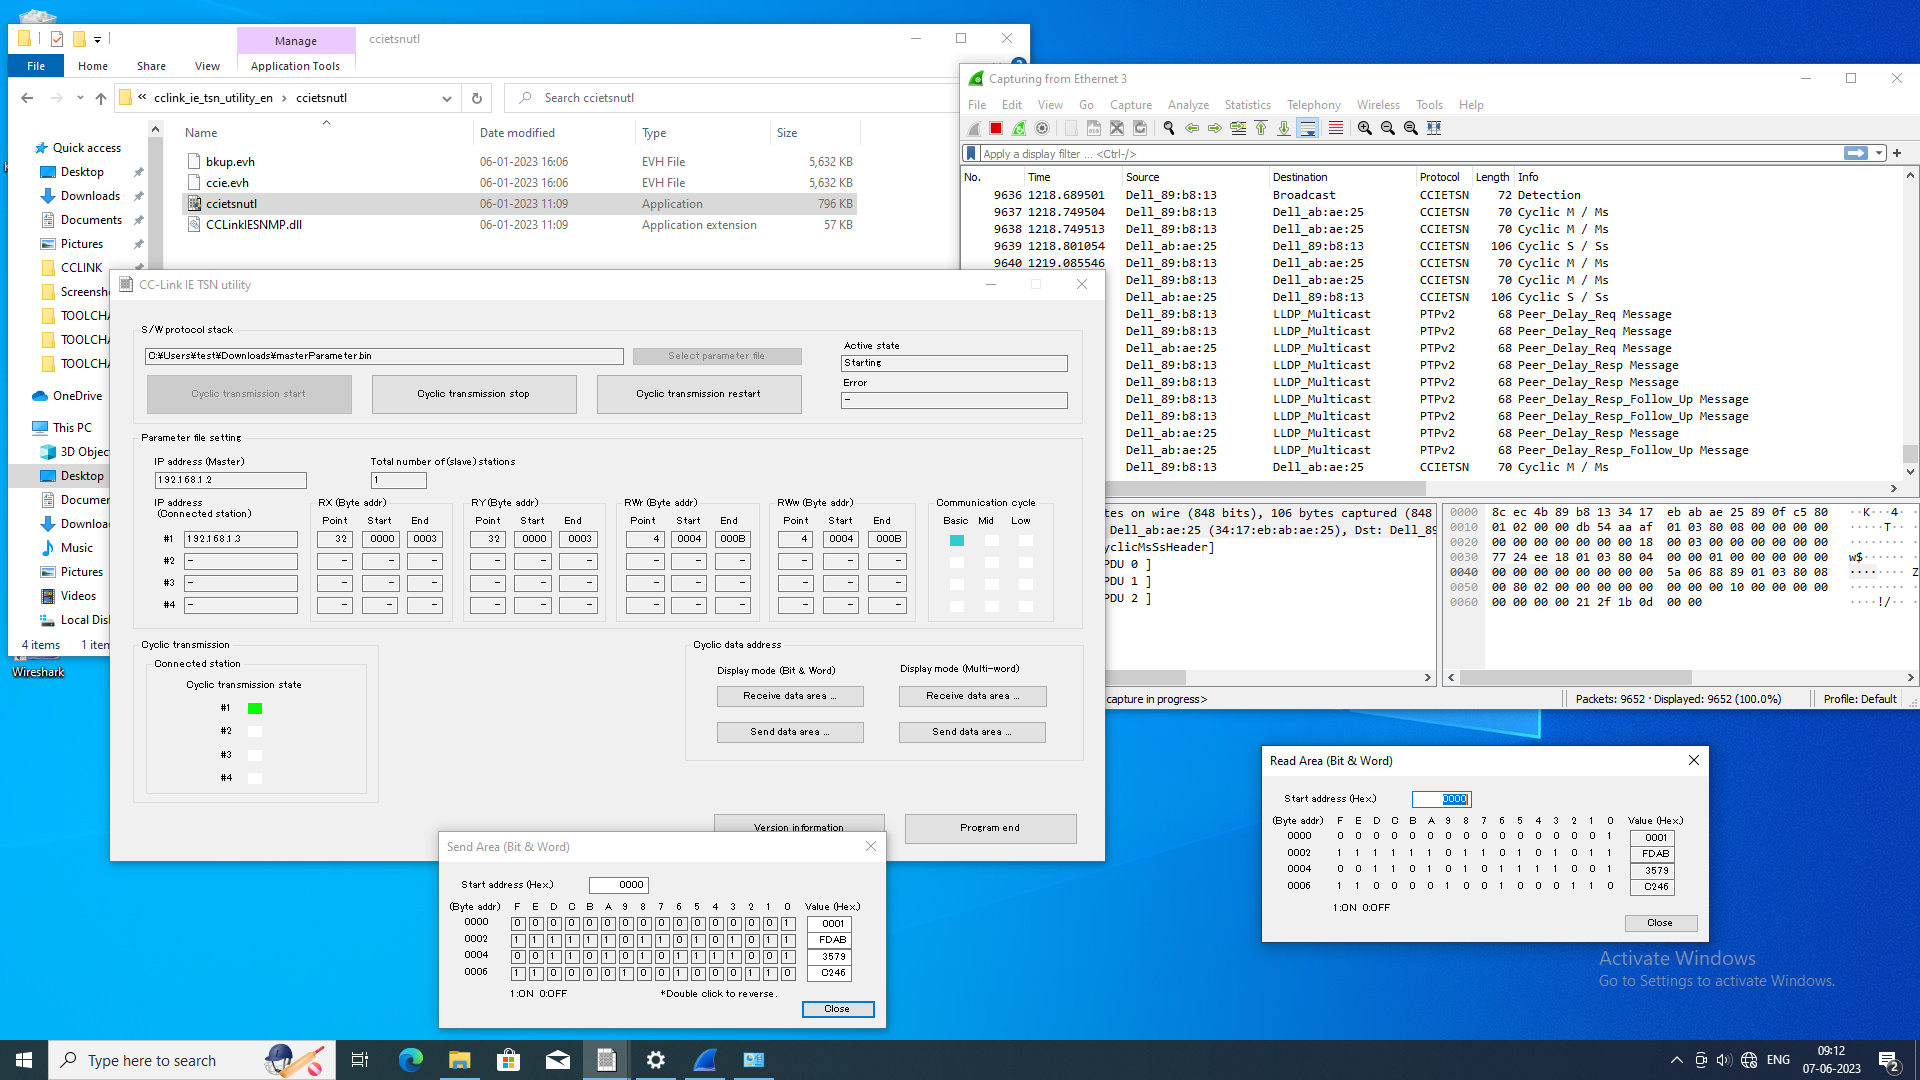 Manage
ccietsnutl
File
Home
Share
View
Application Tools
« cclink_ie_tsn_utility_en > ccietsnutl
Search ccietsnutl
Quick access
Desktop
Downloads
Documents
Pictures
CCLINK
Screensh
TOOLCHA
TOOLCHA
TOOLCHA
OneDrive
This PC
3D Objec
Desktop
Documer
Downloa
Music
Pictures
Videos
Local Disl
4 items
1 item
Name Date modified Type Size
bkup.evh 06-01-2023 16:06 EVH File 5,632 KB
ccie.evh 06-01-2023 16:06 EVH File 5,632 KB
ccietsnutl 06-01-2023 11:09 Application 796 KB
CCLinkIESNMP.dll 06-01-2023 11:09 Application extension 57 KB
Wireshark
Capturing from Ethernet 3
File Edit View Go Capture Analyze Statistics Telephony Wireless Tools Help
Apply a display filter ... <Ctrl-/>
No. Time Source Destination Protocol Length Info
9636 1218.689501 Dell_89:b8:13 Broadcast CCIETSN 72 Detection
9637 1218.749504 Dell_89:b8:13 Dell_ab:ae:25 CCIETSN 70 Cyclic M / Ms
9638 1218.749513 Dell_89:b8:13 Dell_ab:ae:25 CCIETSN 70 Cyclic M / Ms
9639 1218.801054 Dell_ab:ae:25 Dell_89:b8:13 CCIETSN 106 Cyclic S / Ss
9640 1219.085546 Dell_89:b8:13 Dell_ab:ae:25 CCIETSN 70 Cyclic M / Ms
Dell_89:b8:13 Dell_ab:ae:25 CCIETSN 70 Cyclic M / Ms
Dell_ab:ae:25 Dell_89:b8:13 CCIETSN 106 Cyclic S / Ss
Dell_89:b8:13 LLDP_Multicast PTPv2 68 Peer_Delay_Req Message
Dell_89:b8:13 LLDP_Multicast PTPv2 68 Peer_Delay_Req Message
Dell_ab:ae:25 LLDP_Multicast PTPv2 68 Peer_Delay_Req Message
Dell_89:b8:13 LLDP_Multicast PTPv2 68 Peer_Delay_Resp Message
Dell_89:b8:13 LLDP_Multicast PTPv2 68 Peer_Delay_Resp Message
Dell_89:b8:13 LLDP_Multicast PTPv2 68 Peer_Delay_Resp_Follow_Up Message
Dell_89:b8:13 LLDP_Multicast PTPv2 68 Peer_Delay_Resp_Follow_Up Message
Dell_ab:ae:25 LLDP_Multicast PTPv2 68 Peer_Delay_Resp Message
Dell_ab:ae:25 LLDP_Multicast PTPv2 68 Peer_Delay_Resp_Follow_Up Message
Dell_89:b8:13 Dell_ab:ae:25 CCIETSN 70 Cyclic M / Ms
tes on wire (848 bits), 106 bytes captured (848
Dell_ab:ae:25 (34:17:eb:ab:ae:25), Dst: Dell_89
yclicMsSsHeader]
PDU 0 ]
PDU 1 ]
PDU 2 ]
0000 8c ec 4b 89 b8 13 34 17 eb ab ae 25 89 0f c5 80 ··K···4·
0010 01 02 00 00 db 54 aa af 01 03 80 08 00 00 00 00 ·····T··
0020 00 00 00 00 00 00 00 18 00 03 00 00 00 00 00 00 ········
0030 77 24 ee 18 01 03 80 04 00 00 01 00 00 00 00 00 w$······
0040 00 00 00 00 00 00 00 00 5a 06 88 89 01 03 80 08 ········ Z
0050 00 80 02 00 00 00 00 00 00 00 00 10 00 00 00 00 ········
0060 00 00 00 00 21 2f 1b 0d 00 00 ····!/··
capture in progress>
Packets: 9652 · Displayed: 9652 (100.0%)
Profile: Default
CC-Link IE TSN utility
S/W protocol stack
C:¥Users¥test¥Downloads¥masterParameter.bin
Select parameter file
Cyclic transmission start
Cyclic transmission stop
Cyclic transmission restart
Active state
Starting
Error
-
Parameter file setting
IP address (Master)
192.168.1.2
Total number of (slave) stations
1
IP address
(Connected station)
RX (Byte addr) RY (Byte addr) RWr (Byte addr) RWw (Byte addr) Communication cycle
Point Start End Point Start End Point Start End Point Start End Basic Mid Low
#1 192.168.1.3 32 0000 0003 32 0000 0003 4 0004 000B 4 0004 000B
#2 - - - - - - - - - - - - -
#3 - - - - - - - - - - - - -
#4 - - - - - - - - - - - - -
Cyclic transmission
Connected station
Cyclic transmission state
#1
#2
#3
#4
Cyclic data address
Display mode (Bit & Word) Display mode (Multi-word)
Receive data area ... Receive data area ...
Send data area ... Send data area ...
Version information
Program end
Send Area (Bit & Word)
Start address (Hex.) 0000
(Byte addr) F E D C B A 9 8 7 6 5 4 3 2 1 0 Value (Hex.)
0000 0 0 0 0 0 0 0 0 0 0 0 0 0 0 0 1 0001
0002 1 1 1 1 1 1 0 1 1 0 1 0 1 0 1 1 FDAB
0004 0 0 1 1 0 1 0 1 0 1 1 1 1 0 0 1 3579
0006 1 1 0 0 0 0 1 0 0 1 0 0 0 1 1 0 C246
1:ON 0:OFF
*Double click to reverse.
Close
Read Area (Bit & Word)
Start address (Hex.) 0000
(Byte addr) F E D C B A 9 8 7 6 5 4 3 2 1 0 Value (Hex.)
0000 0 0 0 0 0 0 0 0 0 0 0 0 0 0 0 1 0001
0002 1 1 1 1 1 1 0 1 1 0 1 0 1 0 1 1 FDAB
0004 0 0 1 1 0 1 0 1 0 1 1 1 1 0 0 1 3579
0006 1 1 0 0 0 0 1 0 0 1 0 0 0 1 1 0 C246
1:ON 0:OFF
Close
Activate Windows
Go to Settings to activate Windows.
Type here to search
ENG
09:12
07-06-2023
2